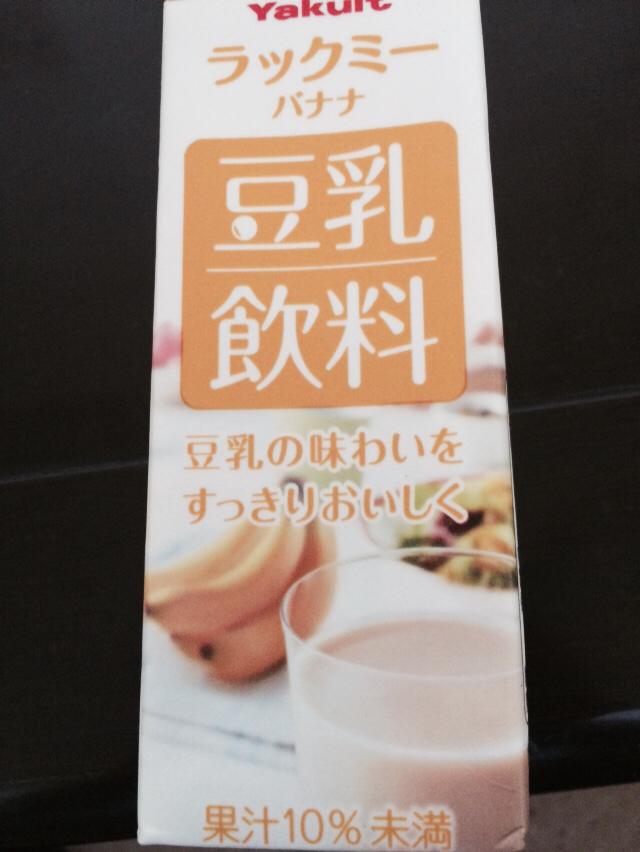 Yakult
ラックミー
バナナ
豆乳
飲料
豆乳の味わいを
すっきりおいしく
果汁10%未満